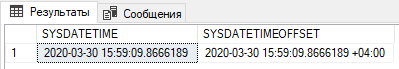 Результаты Сообщения
SYSDATETIME SYSDATETIMEOFFSET
1 2020-03-30 15:59:09.8666189 2020-03-30 15:59:09.8666189 +04:00